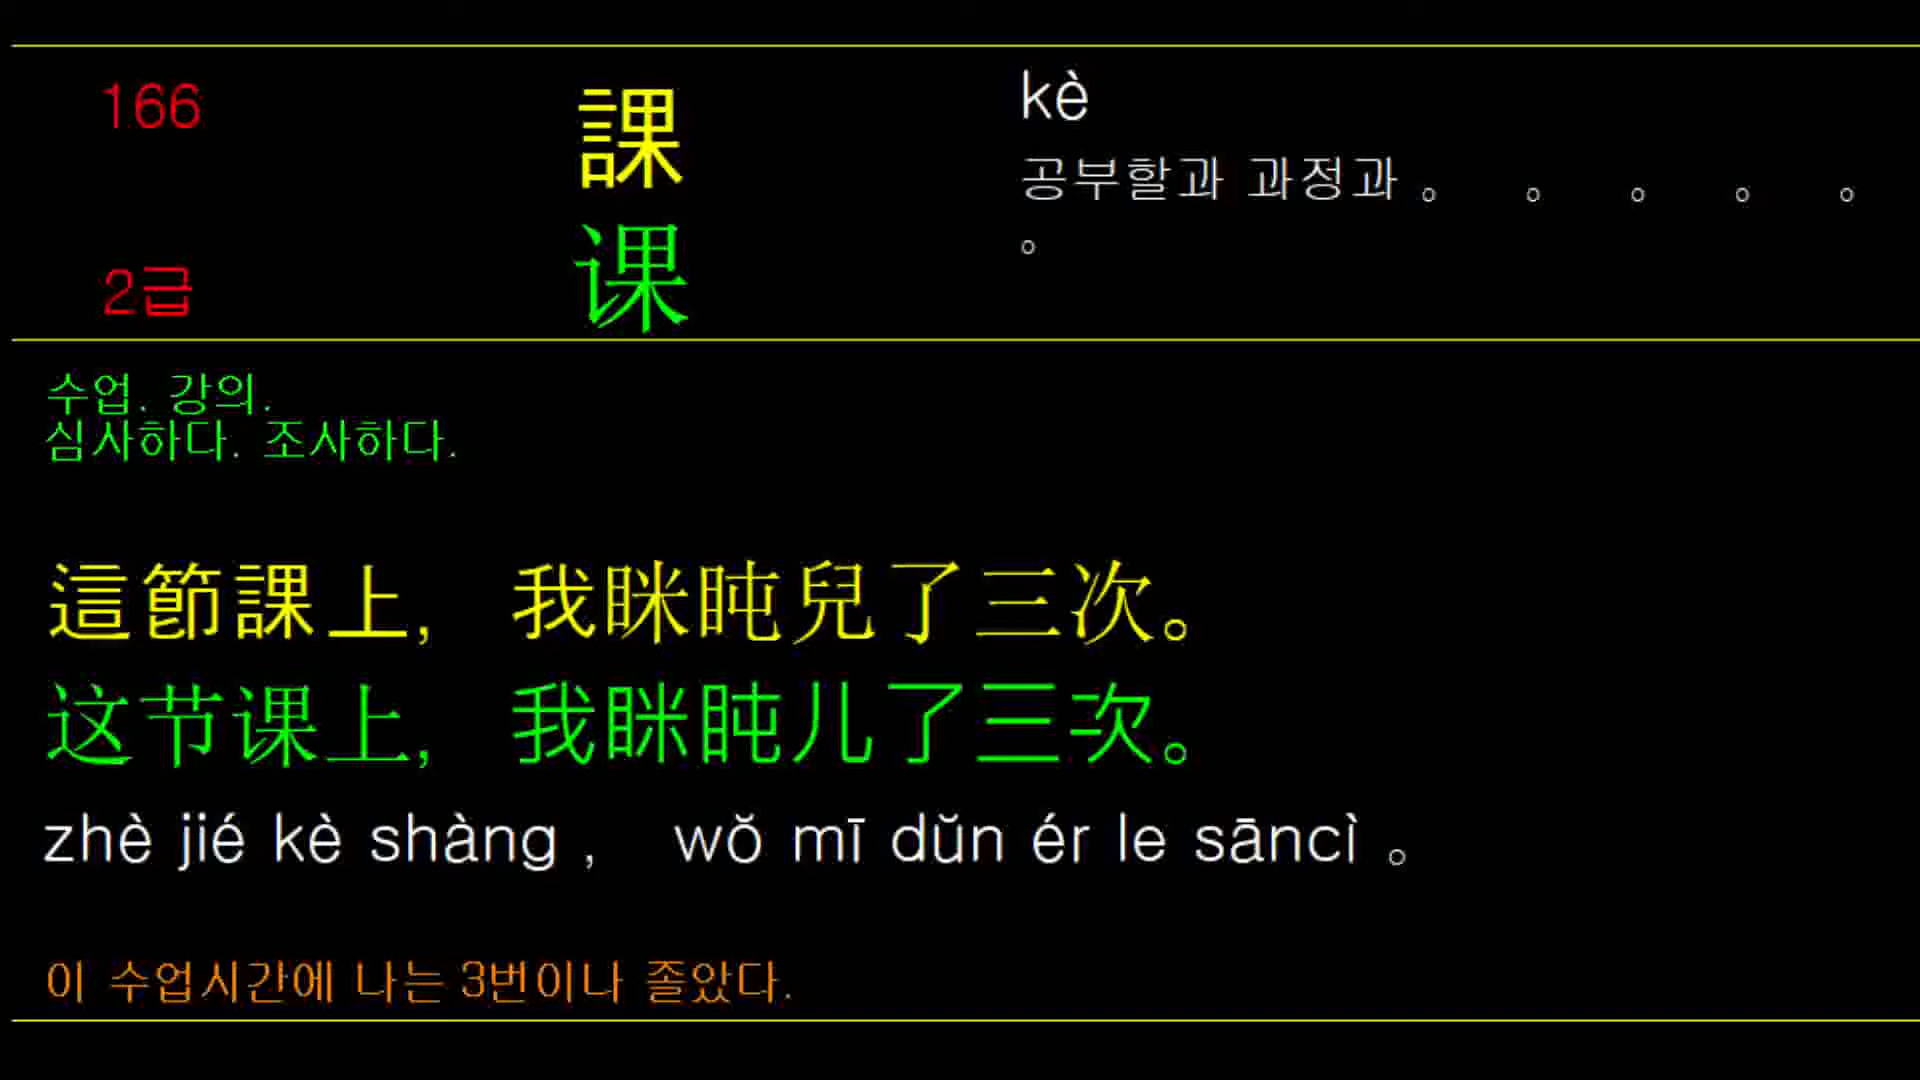 166
課
kè
공부할과 과정과 。 。 。 。 。
。
2급
课
수업. 강의.
심사하다. 조사하다.
這節課上, 我眯盹兒了三次。
这节课上, 我眯盹儿了三次。
zhè jié kè shàng , wǒ mī dǔn ér le sāncì 。
이 수업시간에 나는 3번이나 졸았다.